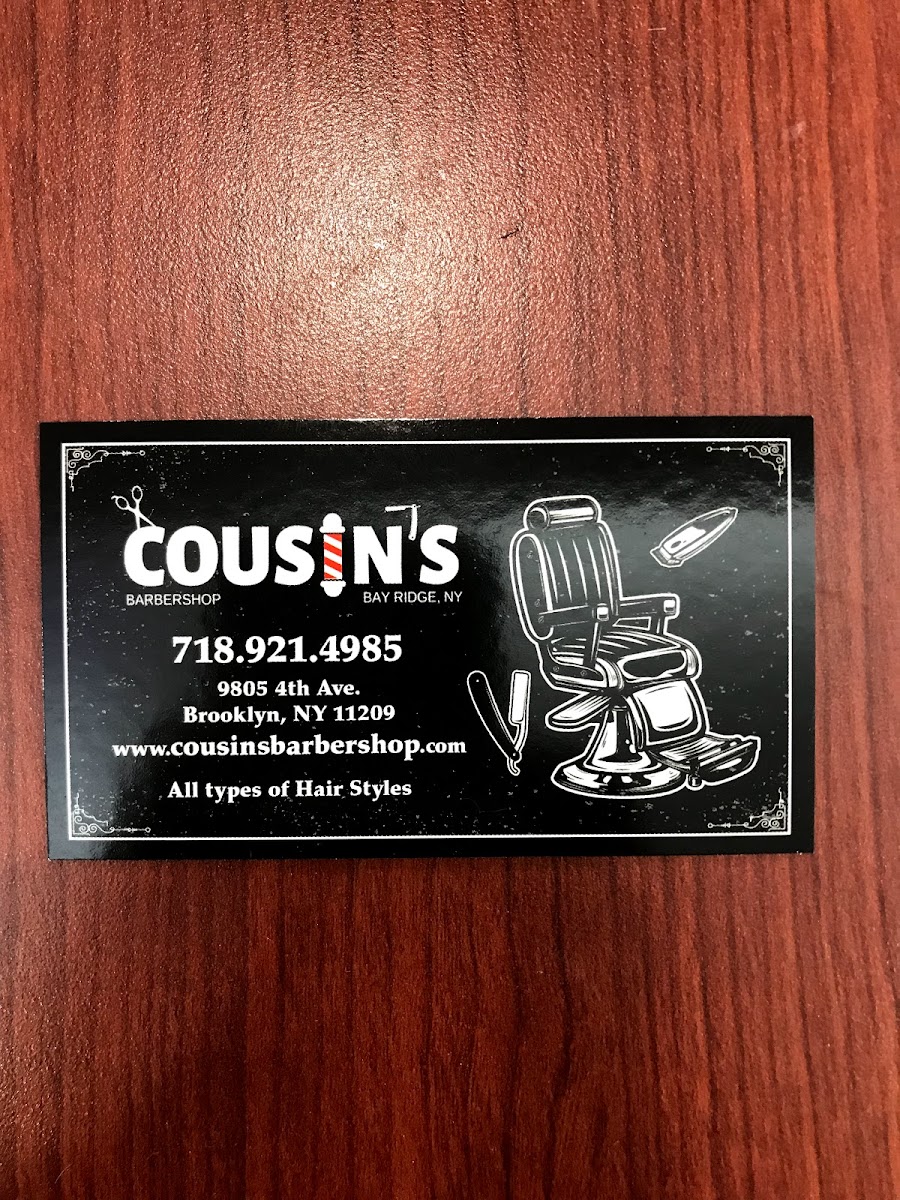 COUSIN'S
BARBERSHOP BAY RIDGE, NY
718.921.4985
9805 4th Ave.
Brooklyn, NY 11209
www.cousinsbarbershop.com
All types of Hair Styles